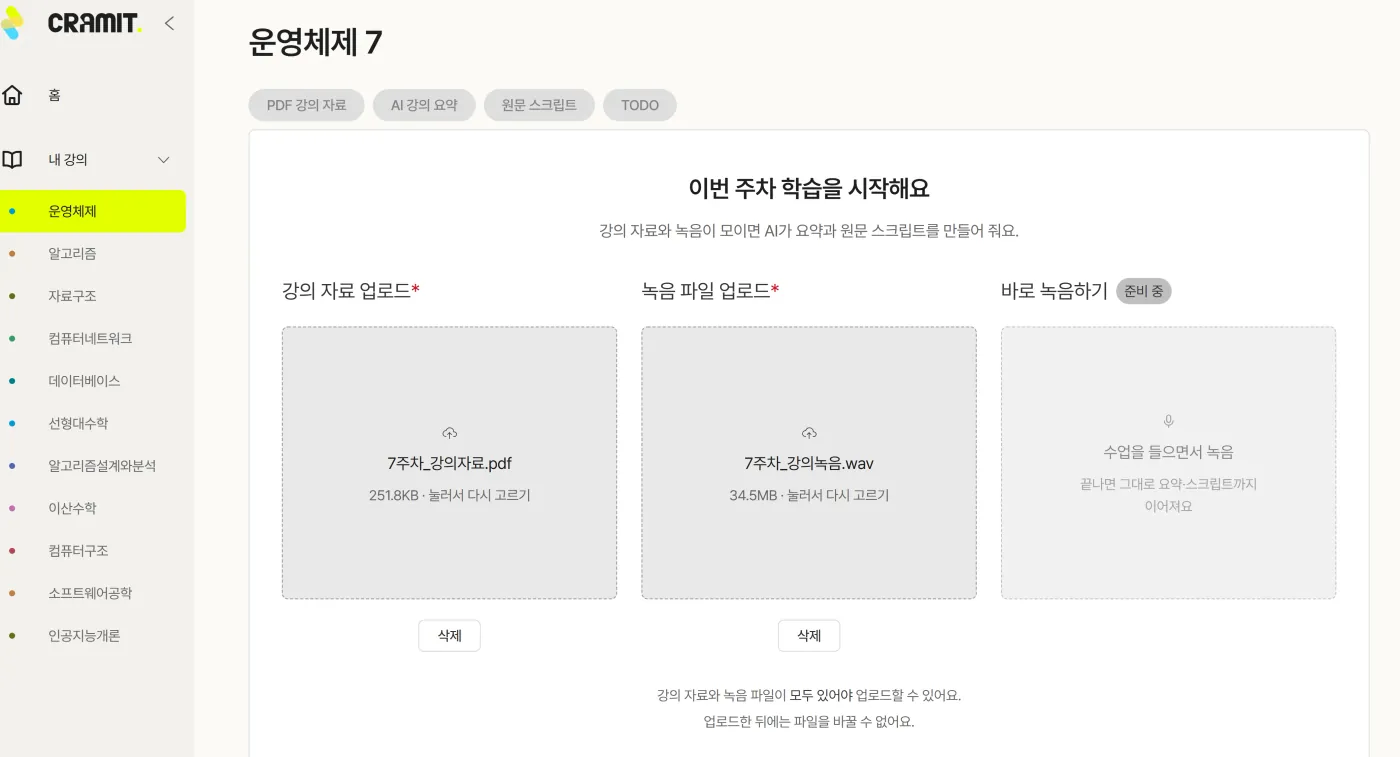 CRAMIT.
홈
내 강의
운영체제
알고리즘
자료구조
컴퓨터네트워크
데이터베이스
선형대수학
알고리즘설계와분석
이산수학
컴퓨터구조
소프트웨어공학
인공지능개론
운영체제 7
PDF 강의 자료
AI 강의 요약
원문 스크립트
TODO
이번 주차 학습을 시작해요
강의 자료와 녹음이 모이면 AI가 요약과 원문 스크립트를 만들어 줘요.
강의 자료 업로드*
7주차_강의자료.pdf
251.8KB · 눌러서 다시 고르기
삭제
녹음 파일 업로드*
7주차_강의녹음.wav
34.5MB · 눌러서 다시 고르기
삭제
바로 녹음하기 준비 중
수업을 들으면서 녹음
끝나면 그대로 요약·스크립트까지
이어져요
강의 자료와 녹음 파일이 모두 있어야 업로드할 수 있어요.
업로드한 뒤에는 파일을 바꿀 수 없어요.